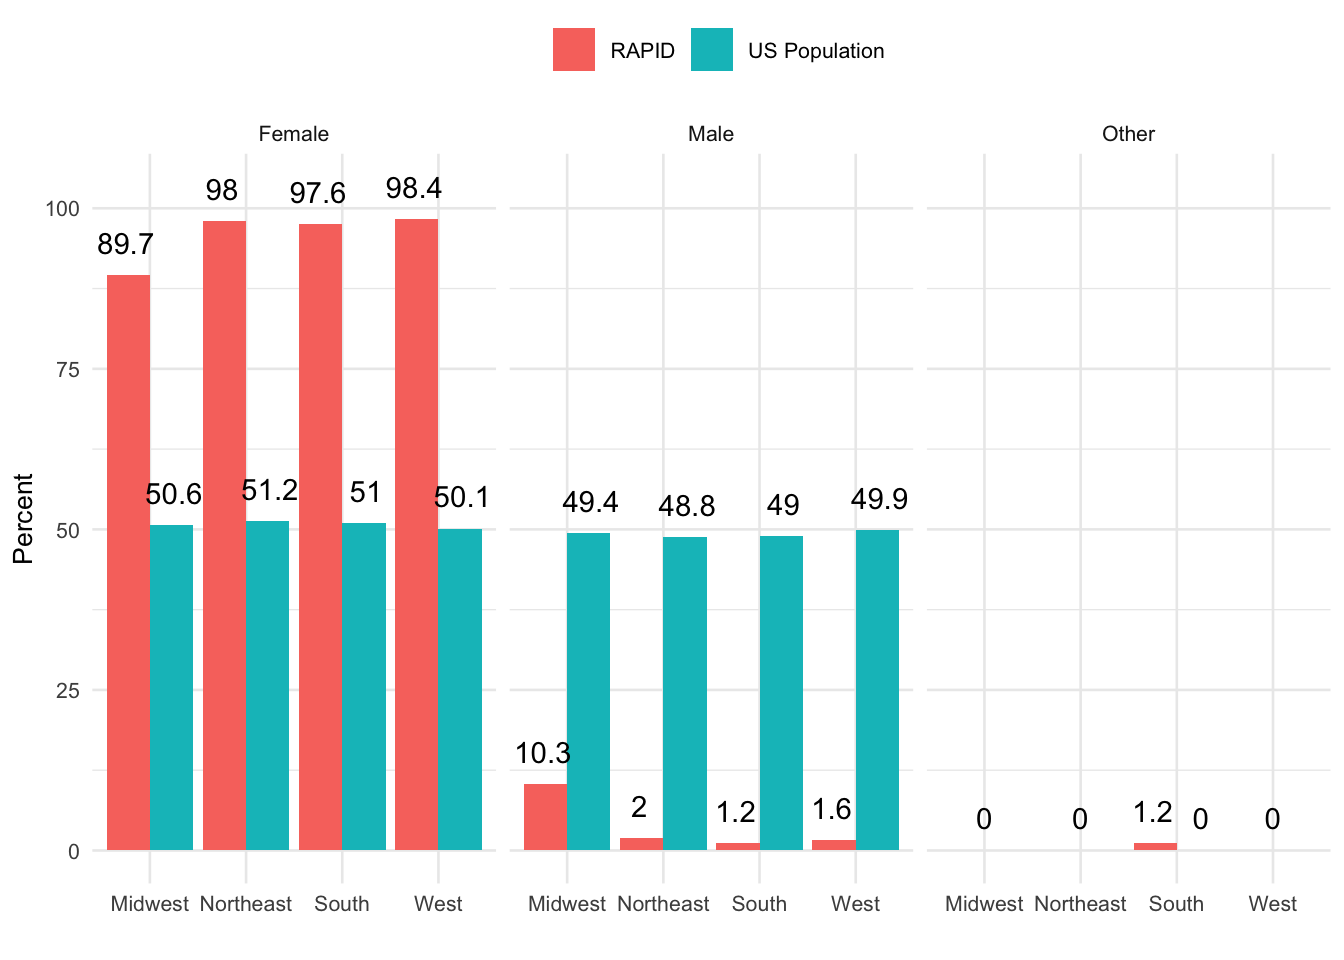 RAPID US Population
Female Male Other
98 97.6 98.4
100
89.7
75
50.6 51.2 51 50.1 49.4 48.8 49 49.9
50
Percent
25
10.3 2 1.2 1.6 0 0 1.2 0 0
0
Midwest Northeast South West Midwest Northeast South West Midwest Northeast South West